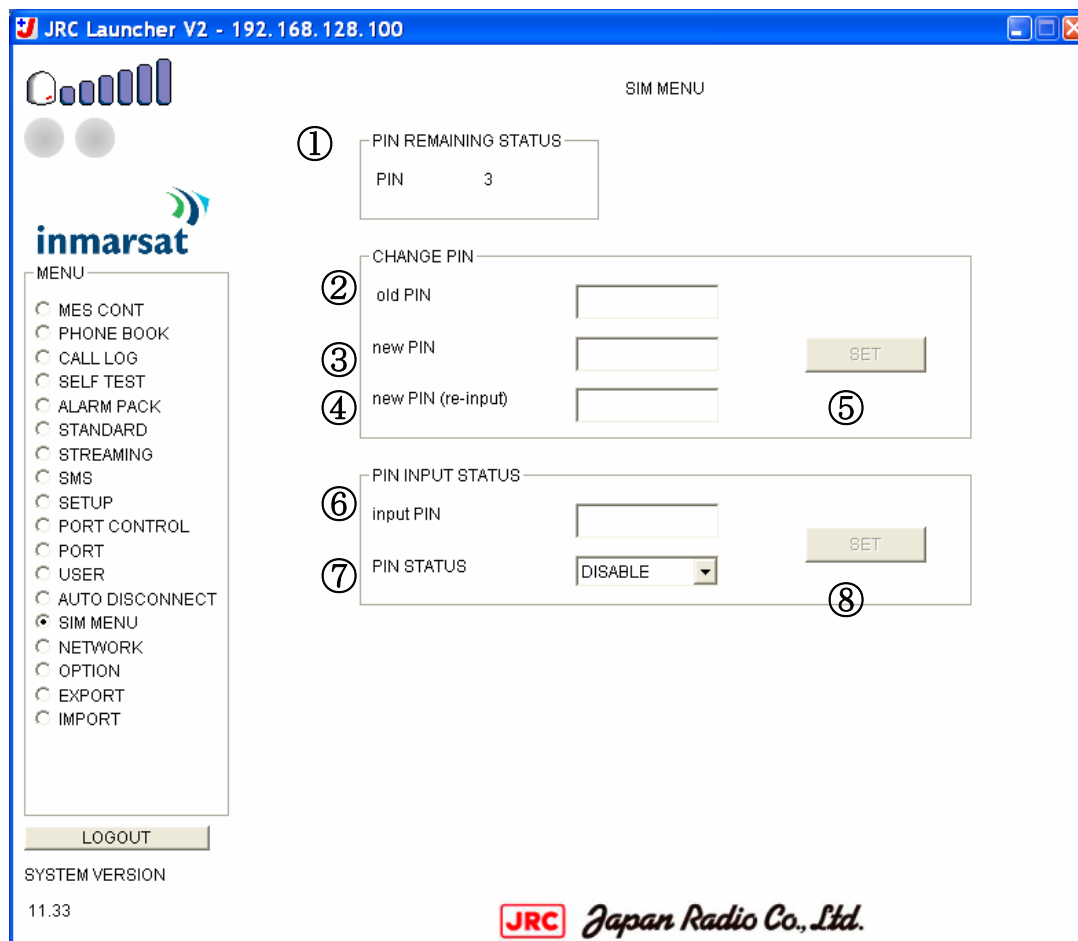 JRC Launcher V2 - 192.168.128.100
SIM MENU
① PIN REMAINING STATUS
PIN 3
inmarsat
MENU
MES CONT
PHONE BOOK
CALL LOG
SELF TEST
ALARM PACK
STANDARD
STREAMING
SMS
SETUP
PORT CONTROL
PORT
USER
AUTO DISCONNECT
SIM MENU
NETWORK
OPTION
EXPORT
IMPORT
CHANGE PIN
② old PIN
③ new PIN
SET
④ new PIN (re-input)
⑤
PIN INPUT STATUS
⑥ input PIN
SET
⑦ PIN STATUS DISABLE
⑧
LOGOUT
SYSTEM VERSION
11.33
JRC Japan Radio Co., Ltd.